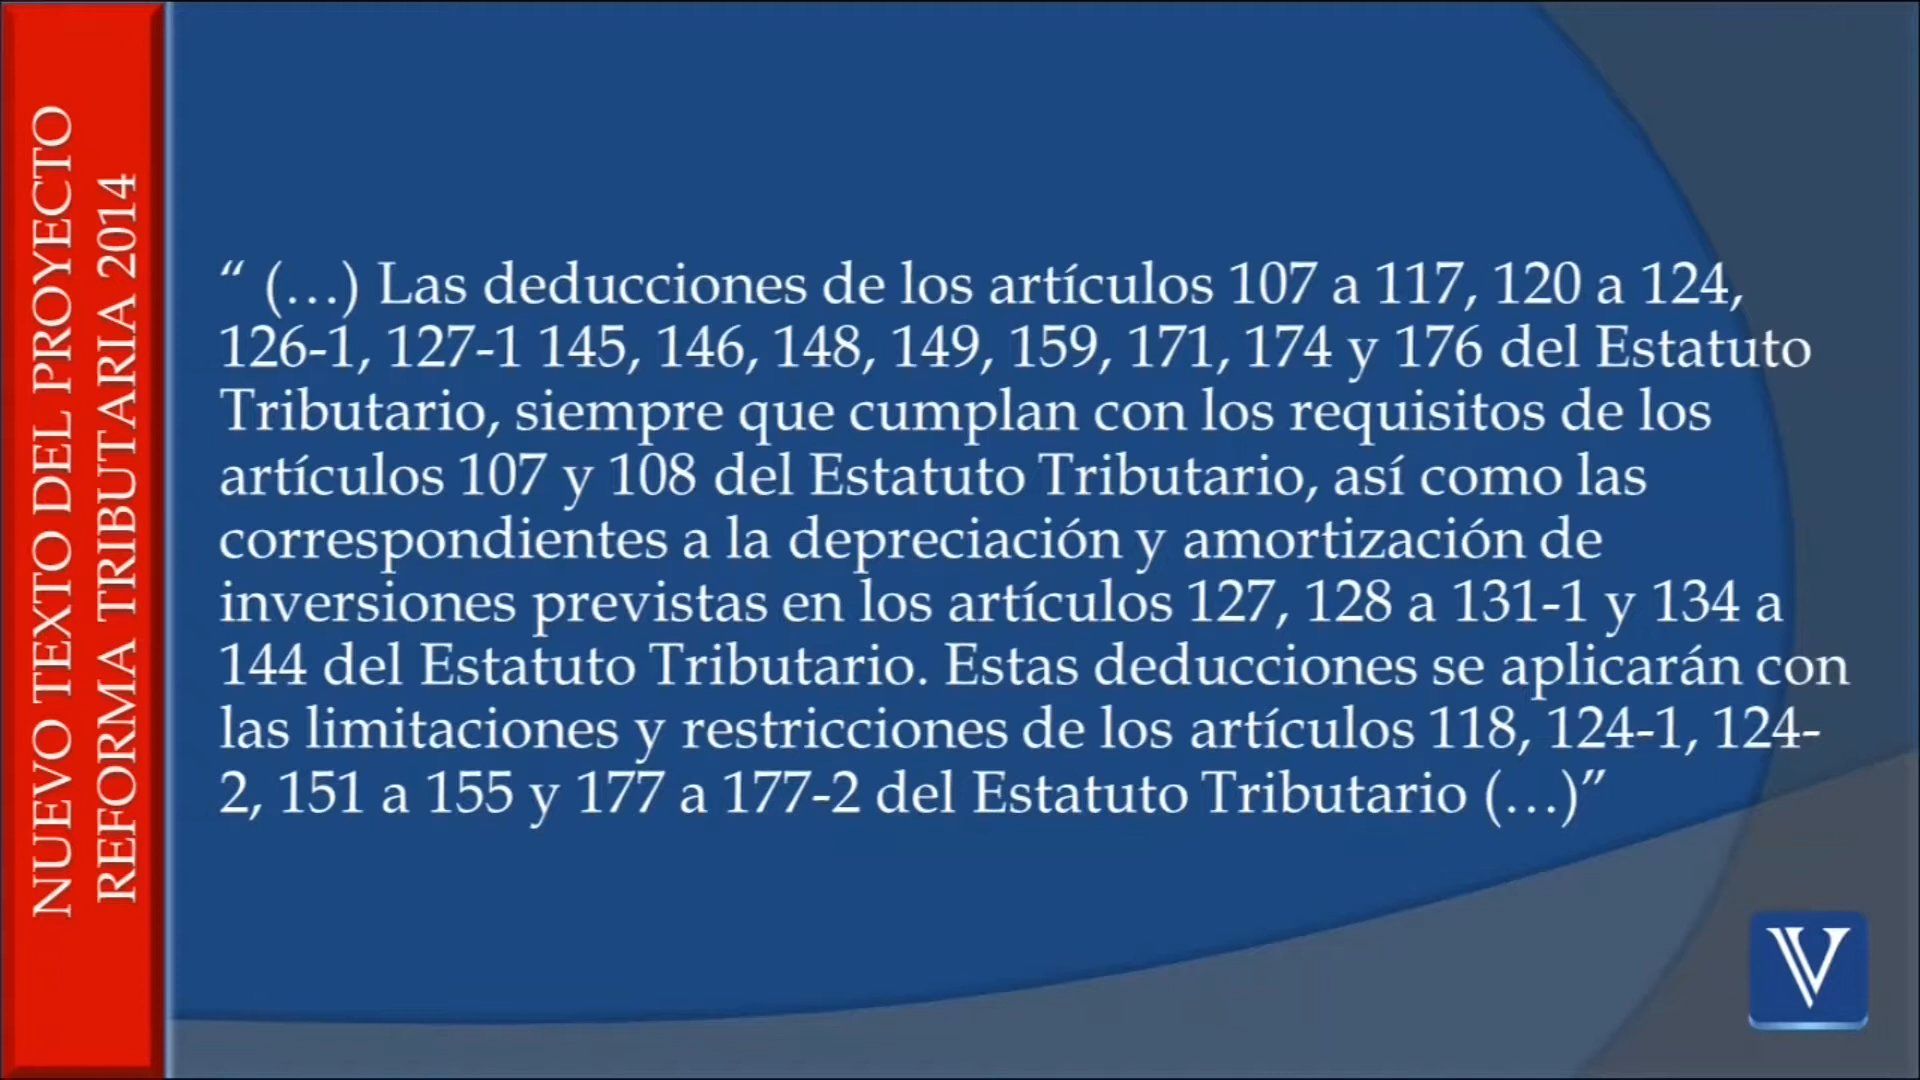 NUEVO TEXTO DEL PROYECTO
REFORMA TRIBUTARIA 2014
“ (…) Las deducciones de los artículos 107 a 117, 120 a 124,
126-1, 127-1 145, 146, 148, 149, 159, 171, 174 y 176 del Estatuto
Tributario, siempre que cumplan con los requisitos de los
artículos 107 y 108 del Estatuto Tributario, así como las
correspondientes a la depreciación y amortización de
inversiones previstas en los artículos 127, 128 a 131-1 y 134 a
144 del Estatuto Tributario. Estas deducciones se aplicarán con
las limitaciones y restricciones de los artículos 118, 124-1, 124-
2, 151 a 155 y 177 a 177-2 del Estatuto Tributario (…)”
V